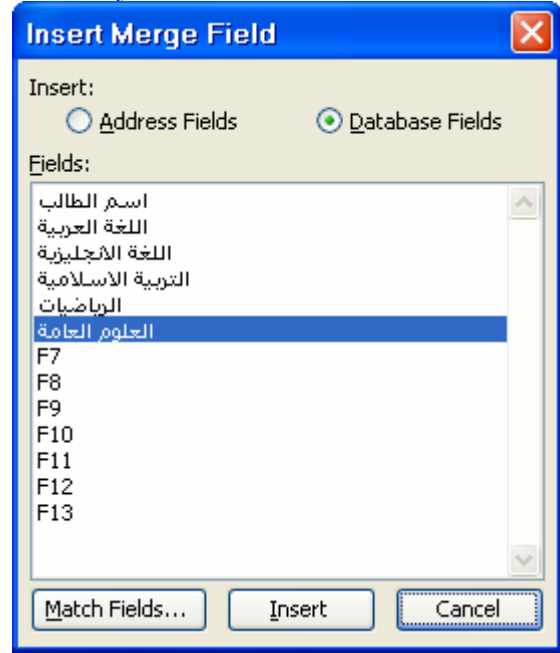 Insert Merge Field
Insert:
Address Fields Database Fields
Fields:
اسم الطالب
اللغة العربية
اللغة الانجليزية
التربية الاسلامية
الرياضيات
العلوم العامة
F7
F8
F9
F10
F11
F12
F13
Match Fields... Insert Cancel